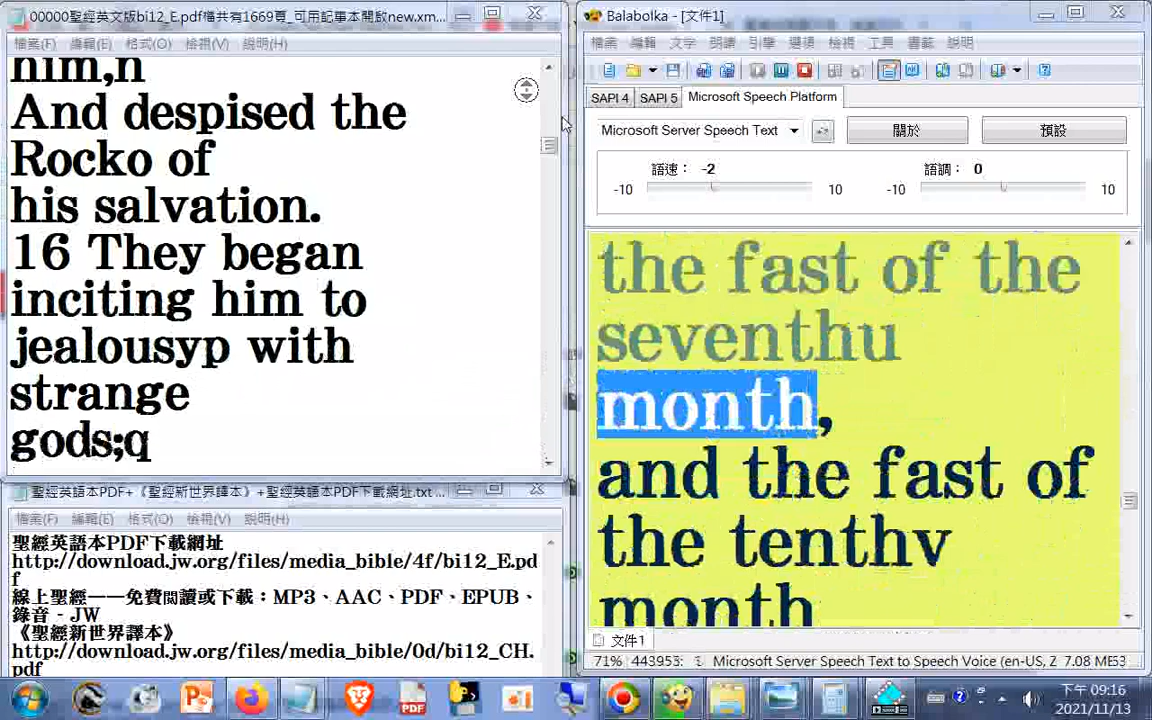 00000聖經英文版bi12_E.pdf檔共有1669頁_可用記事本開啟new.xm...
檔案(F) 編輯(E) 格式(O) 檢視(V) 說明(H)
him,n
And despised the
Rocko of
his salvation.
16 They began
inciting him to
jealousyp with
strange
gods;q
聖經英語本PDF+《聖經新世界譯本》+聖經英語本PDF下載網址.txt ...
檔案(F) 編輯(E) 格式(O) 檢視(V) 說明(H)
聖經英語本PDF下載網址
http://download.jw.org/files/media_bible/4f/bi12_E.pd
f
線上聖經——免費閱讀或下載：MP3、AAC、PDF、EPUB、
錄音 - JW
《聖經新世界譯本》
http://download.jw.org/files/media_bible/0d/bi12_CH.
pdf
Balabolka - [文件1]
檔案 編輯 文字 朗讀 引擎 選項 檢視 工具 書籤 說明
SAPI 4 SAPI 5 Microsoft Speech Platform
Microsoft Server Speech Text 關於 預設
語速： -2 語調： 0
-10 10 -10 10
the fast of the
seventhu
month,
and the fast of
the tenthv
month
文件1
71% 443953: 1 Microsoft Server Speech Text to Speech Voice (en-US, Z 7.08 ME53
下午 09:16
2021/11/13